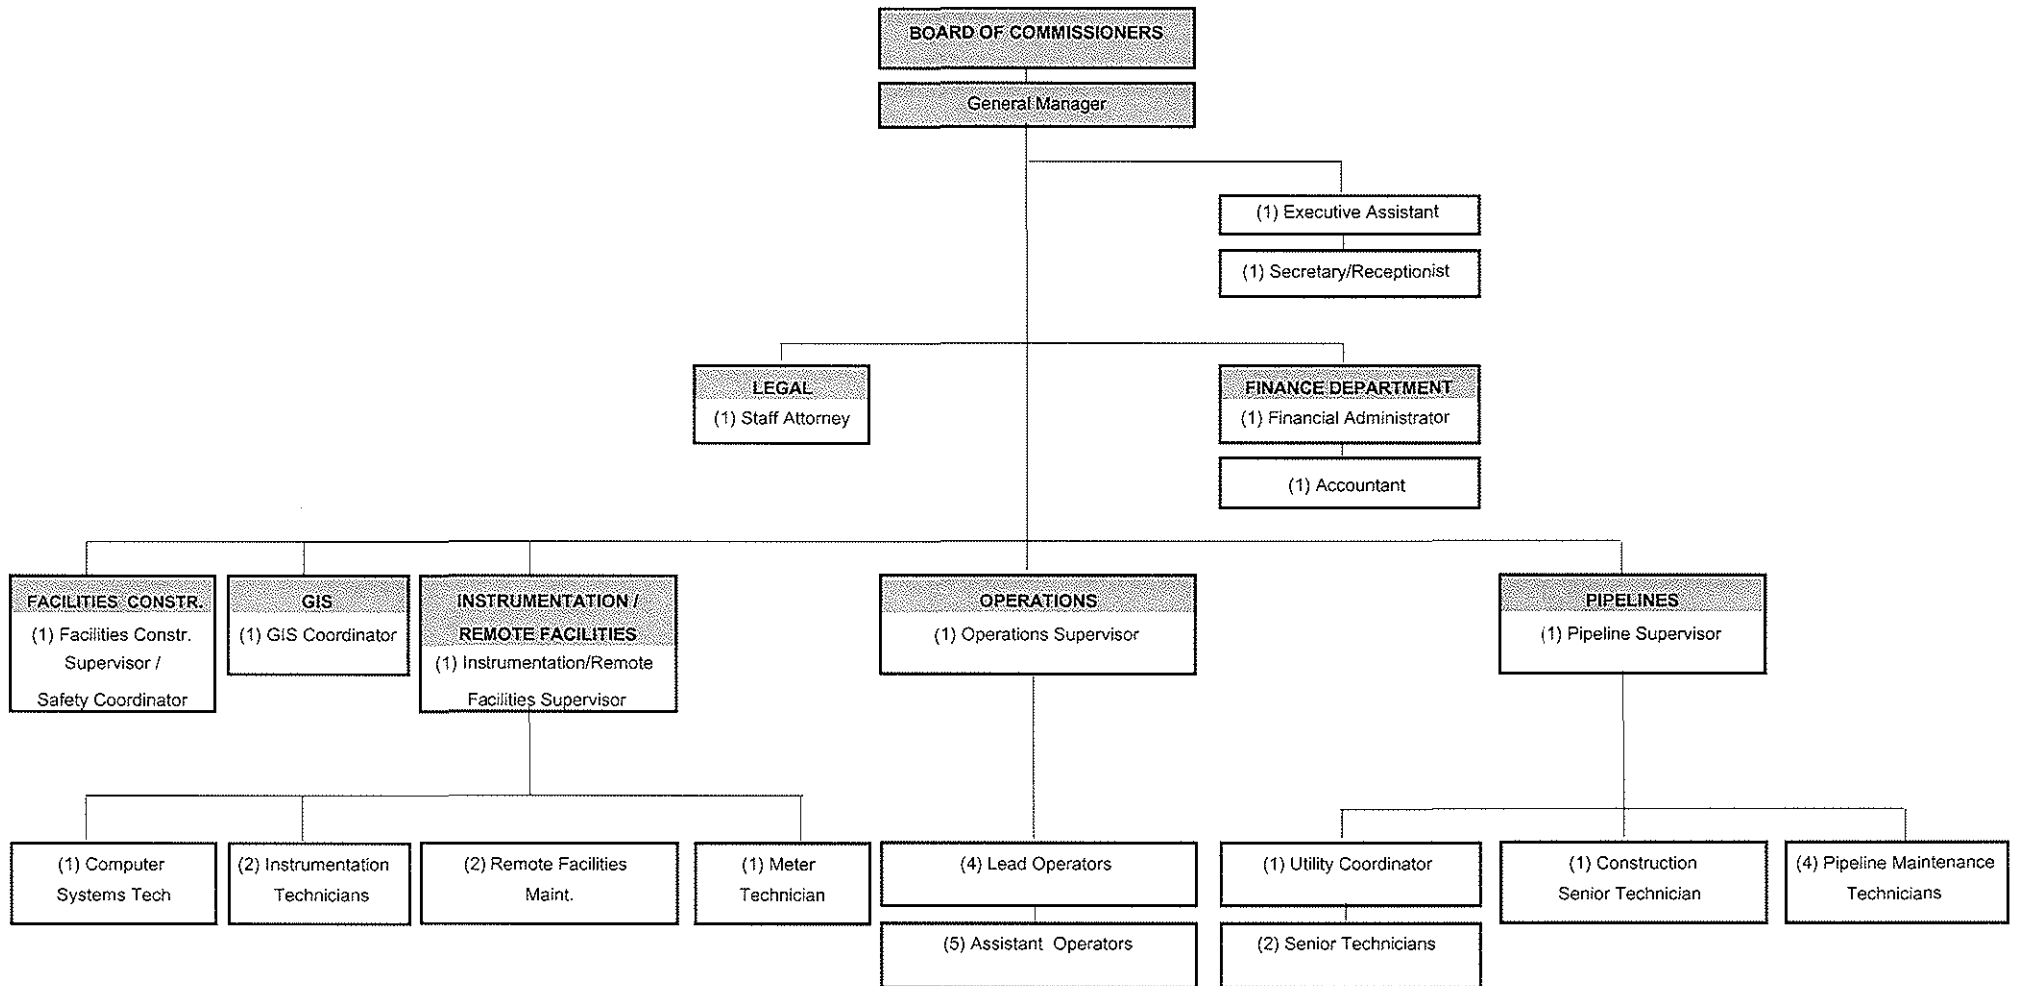 BOARD OF COMMISSIONERS
General Manager
(1) Executive Assistant
(1) Secretary/Receptionist
LEGAL
(1) Staff Attorney
FINANCE DEPARTMENT
(1) Financial Administrator
(1) Accountant
FACILITIES CONSTR.
(1) Facilities Constr.
Supervisor /
Safety Coordinator
GIS
(1) GIS Coordinator
INSTRUMENTATION /
REMOTE FACILITIES
(1) Instrumentation/Remote
Facilities Supervisor
OPERATIONS
(1) Operations Supervisor
PIPELINES
(1) Pipeline Supervisor
(1) Computer
Systems Tech
(2) Instrumentation
Technicians
(2) Remote Facilities
Maint.
(1) Meter
Technician
(4) Lead Operators
(5) Assistant Operators
(1) Utility Coordinator
(2) Senior Technicians
(1) Construction
Senior Technician
(4) Pipeline Maintenance
Technicians